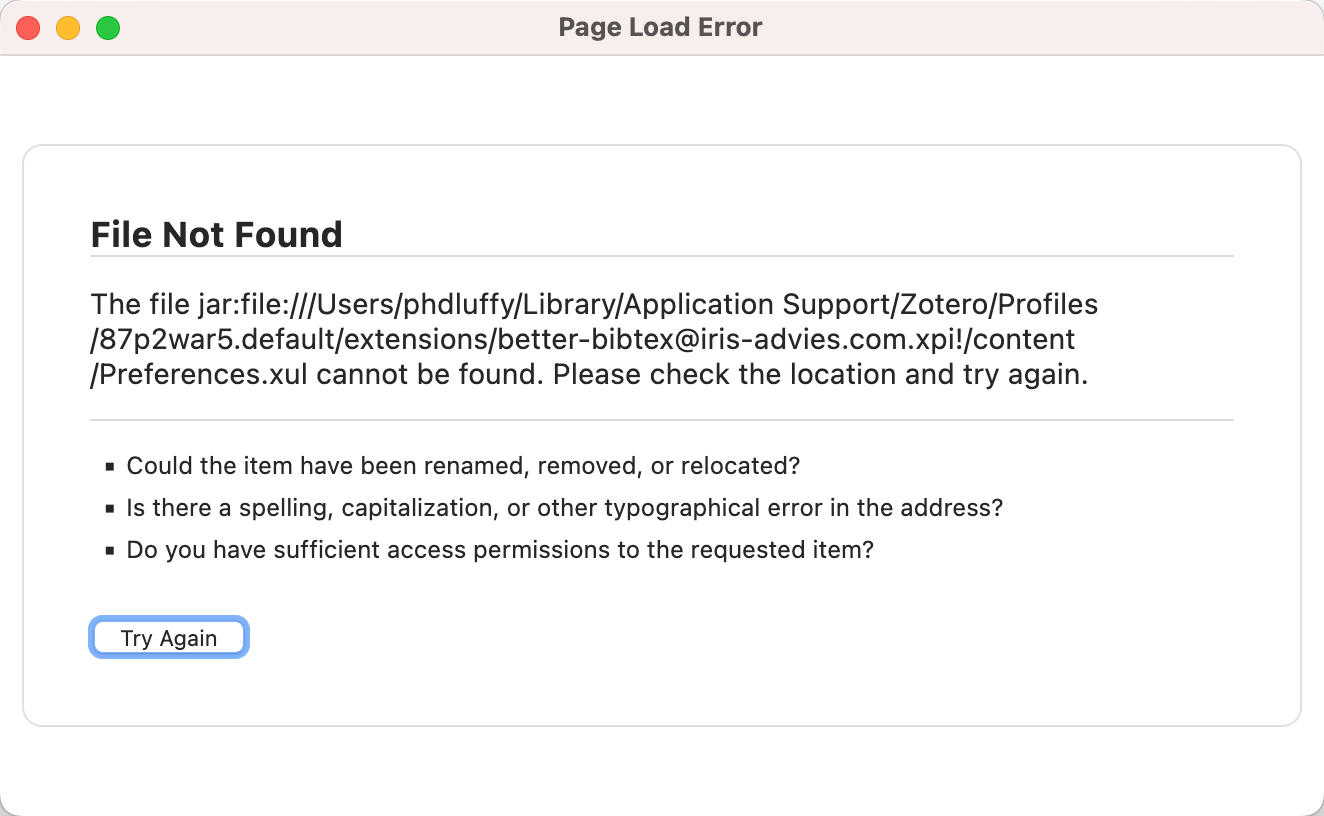 Page Load Error
File Not Found
The file jar:file:///Users/phdluffy/Library/Application Support/Zotero/Profiles
/87p2war5.default/extensions/better-bibtex@iris-advies.com.xpi!/content
/Preferences.xul cannot be found. Please check the location and try again.
▪ Could the item have been renamed, removed, or relocated?
▪ Is there a spelling, capitalization, or other typographical error in the address?
▪ Do you have sufficient access permissions to the requested item?
Try Again